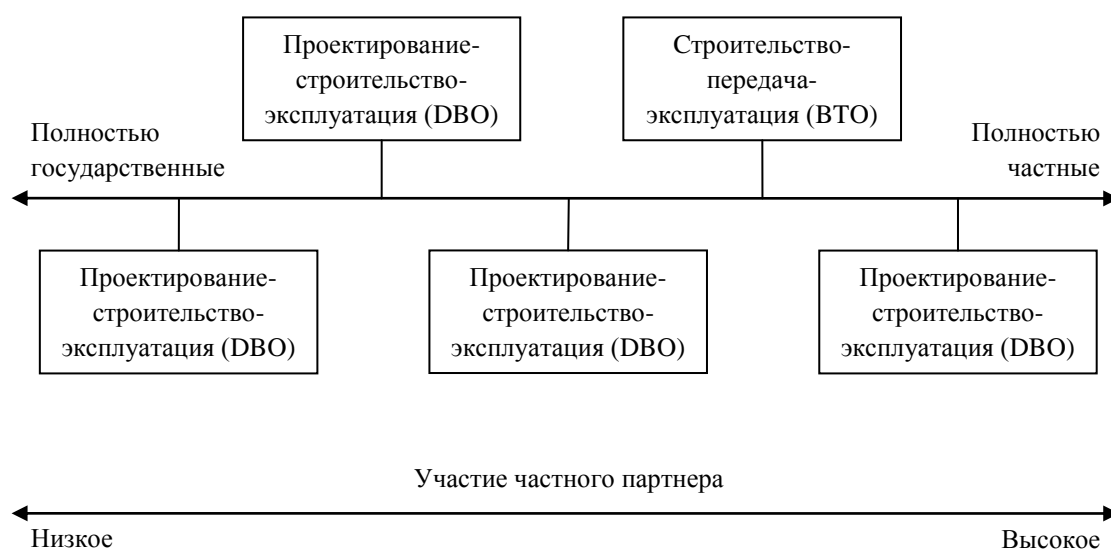 Проектирование-
строительство-
эксплуатация (DBO)
Строительство-
передача-
эксплуатация (BTO)
Полностью
государственные
Полностью
частные
Проектирование-
строительство-
эксплуатация (DBO)
Проектирование-
строительство-
эксплуатация (DBO)
Проектирование-
строительство-
эксплуатация (DBO)
Участие частного партнера
Низкое
Высокое